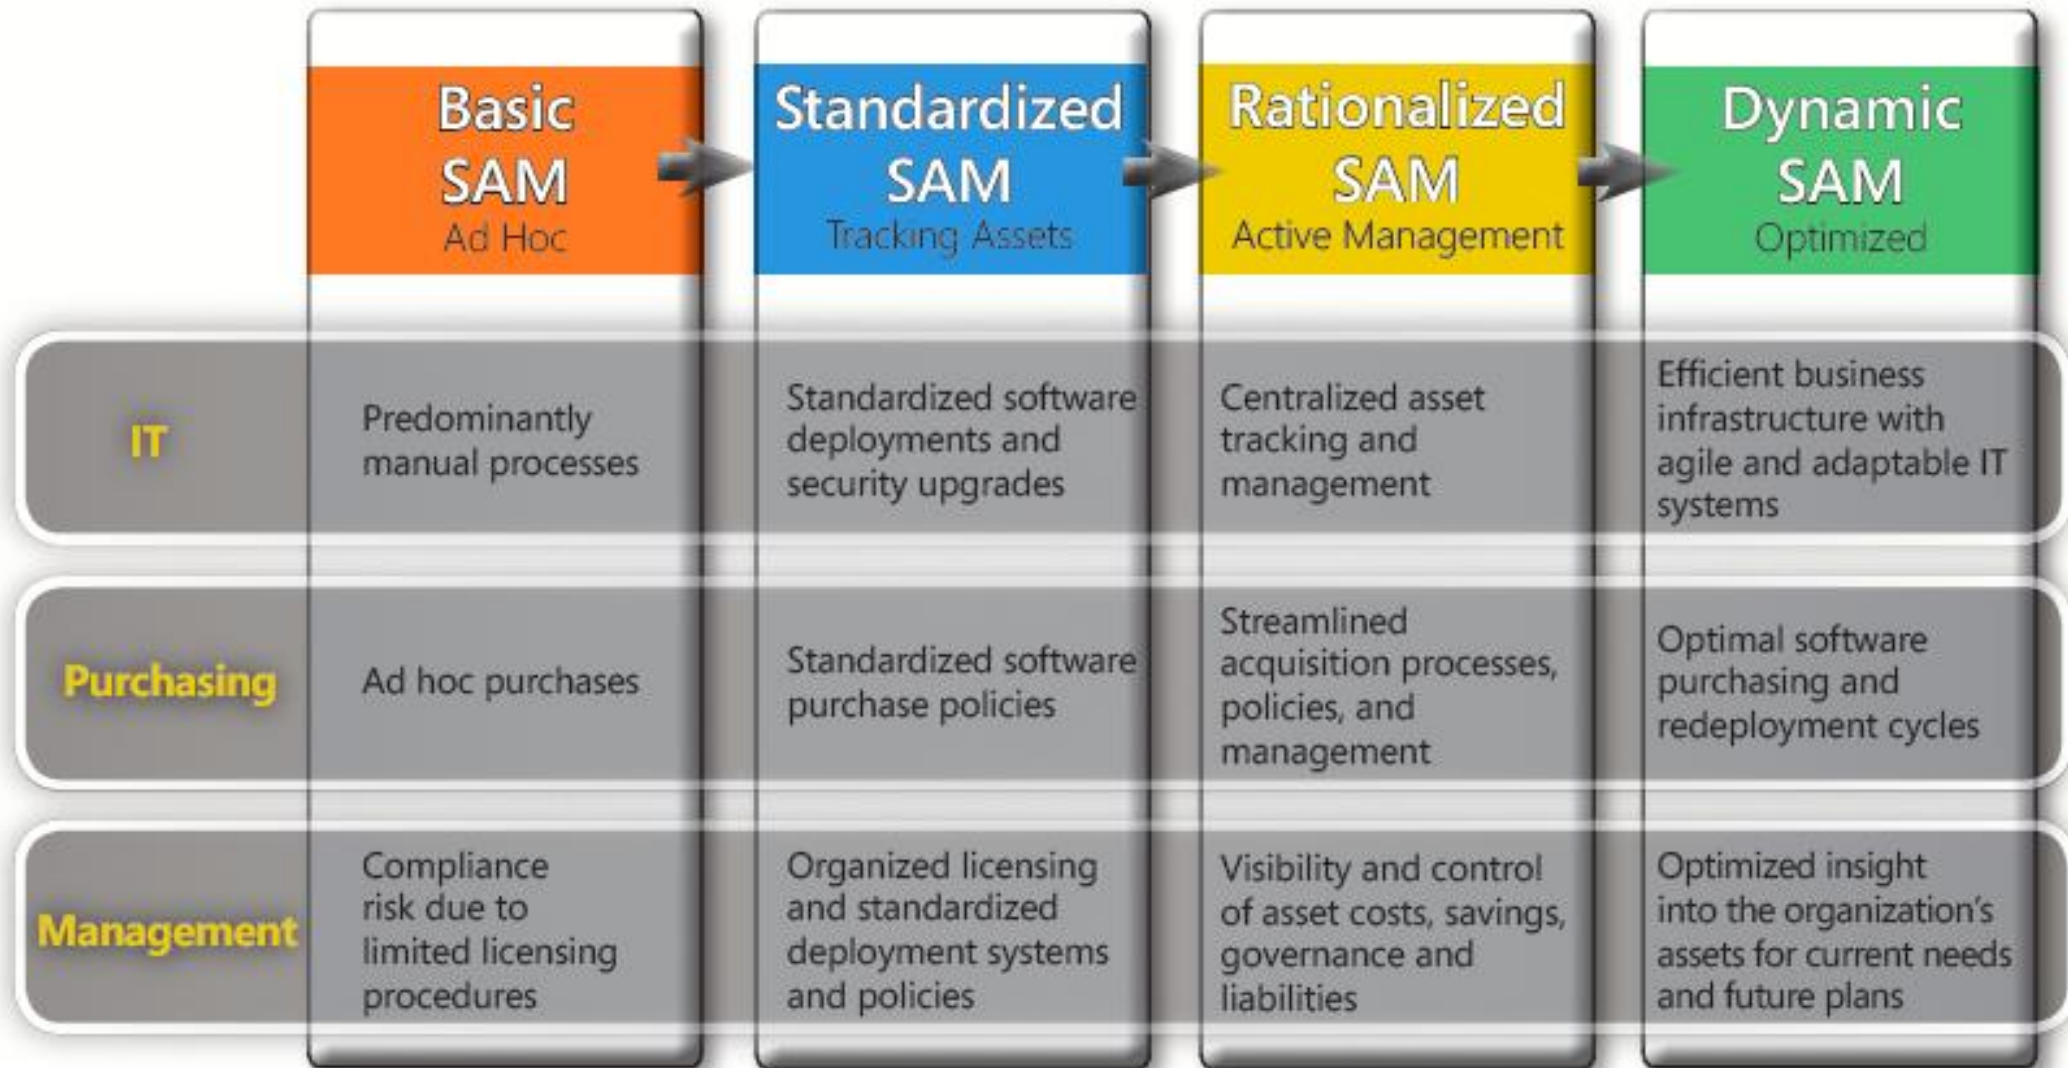 Basic
SAM
Ad Hoc
Standardized
SAM
Tracking Assets
Rationalized
SAM
Active Management
Dynamic
SAM
Optimized
IT
Predominantly
manual processes
Standardized software
deployments and
security upgrades
Centralized asset
tracking and
management
Efficient business
infrastructure with
agile and adaptable IT
systems
Purchasing
Ad hoc purchases
Standardized software
purchase policies
Streamlined
acquisition processes,
policies, and
management
Optimal software
purchasing and
redeployment cycles
Management
Compliance
risk due to
limited licensing
procedures
Organized licensing
and standardized
deployment systems
and policies
Visibility and control
of asset costs, savings,
governance and
liabilities
Optimized insight
into the organization's
assets for current needs
and future plans